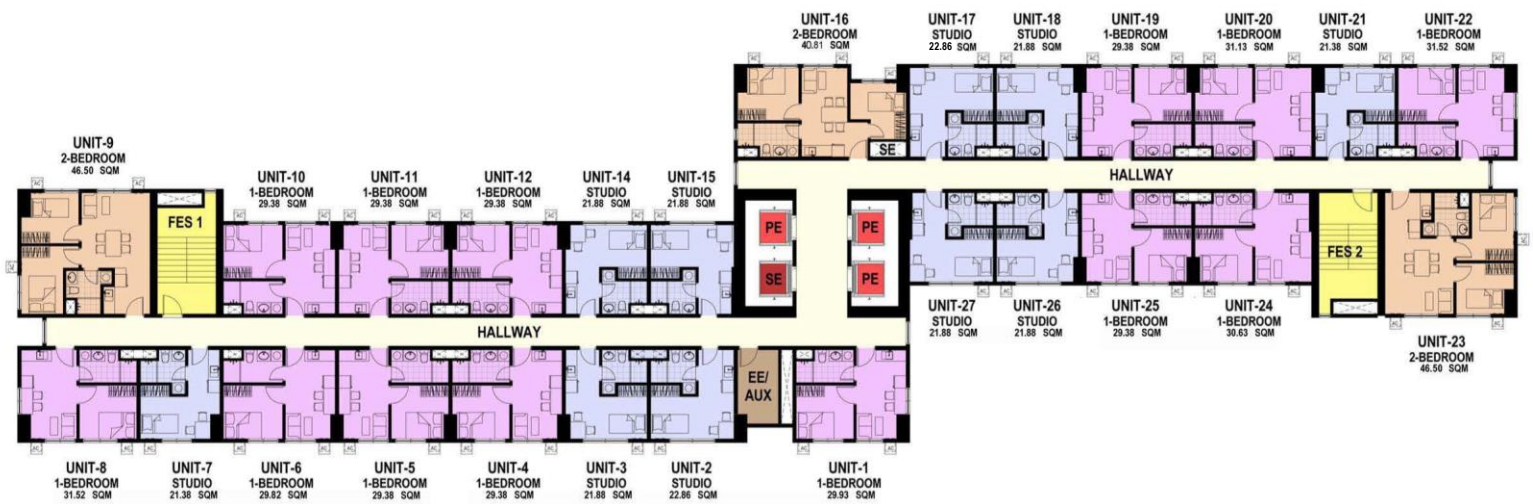 UNIT-16
2-BEDROOM
40.81 SQM
UNIT-17
STUDIO
22.86 SQM
UNIT-18
STUDIO
21.88 SQM
UNIT-19
1-BEDROOM
29.38 SQM
UNIT-20
1-BEDROOM
31.13 SQM
UNIT-21
STUDIO
21.38 SQM
UNIT-22
1-BEDROOM
31.52 SQM
SE
HALLWAY
UNIT-9
2-BEDROOM
46.50 SQM
UNIT-10
1-BEDROOM
29.38 SQM
UNIT-11
1-BEDROOM
29.38 SQM
UNIT-12
1-BEDROOM
29.38 SQM
UNIT-14
STUDIO
21.88 SQM
UNIT-15
STUDIO
21.88 SQM
FES 1
PE
PE
SE
PE
FES 2
UNIT-27
STUDIO
21.88 SQM
UNIT-26
STUDIO
21.88 SQM
UNIT-25
1-BEDROOM
29.38 SQM
UNIT-24
1-BEDROOM
30.63 SQM
UNIT-23
2-BEDROOM
46.50 SQM
HALLWAY
EE/
AUX
UNIT-8
1-BEDROOM
31.52 SQM
UNIT-7
STUDIO
21.38 SQM
UNIT-6
1-BEDROOM
29.82 SQM
UNIT-5
1-BEDROOM
29.38 SQM
UNIT-4
1-BEDROOM
29.38 SQM
UNIT-3
STUDIO
21.88 SQM
UNIT-2
STUDIO
22.86 SQM
UNIT-1
1-BEDROOM
29.93 SQM